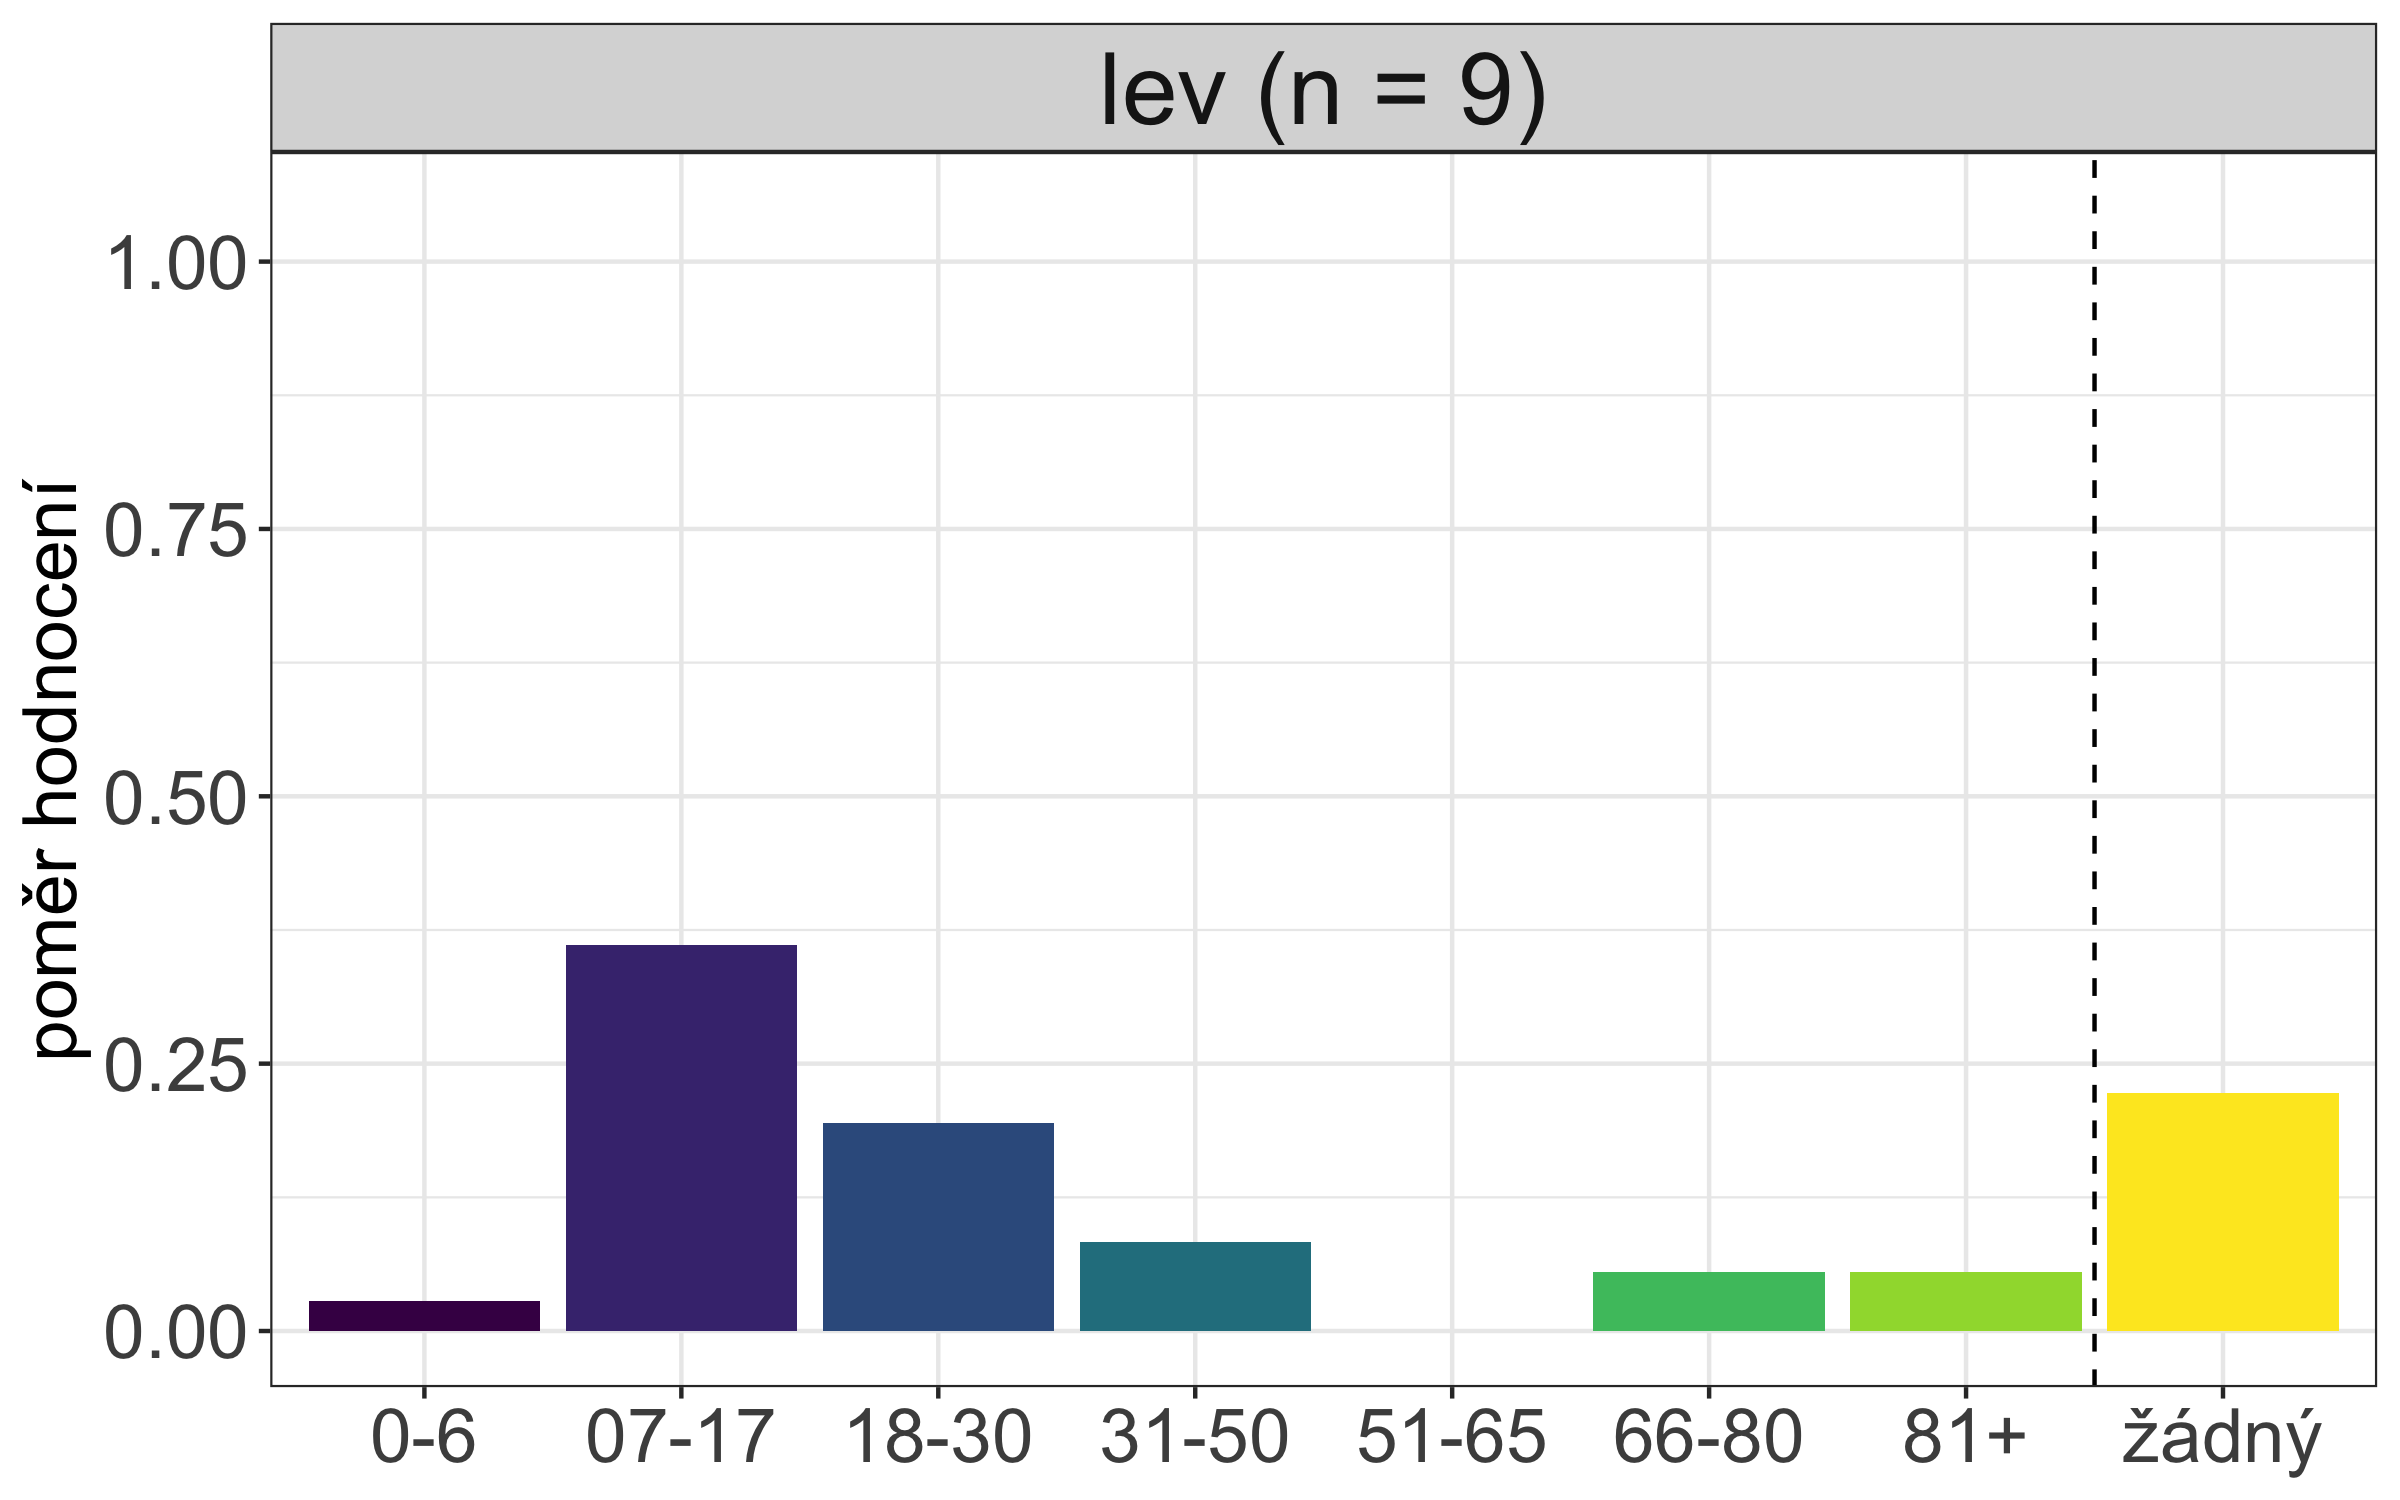 lev (n = 9)
poměr hodnocení
1.00
0.75
0.50
0.25
0.00
0-6 07-17 18-30 31-50 51-65 66-80 81+ žádný